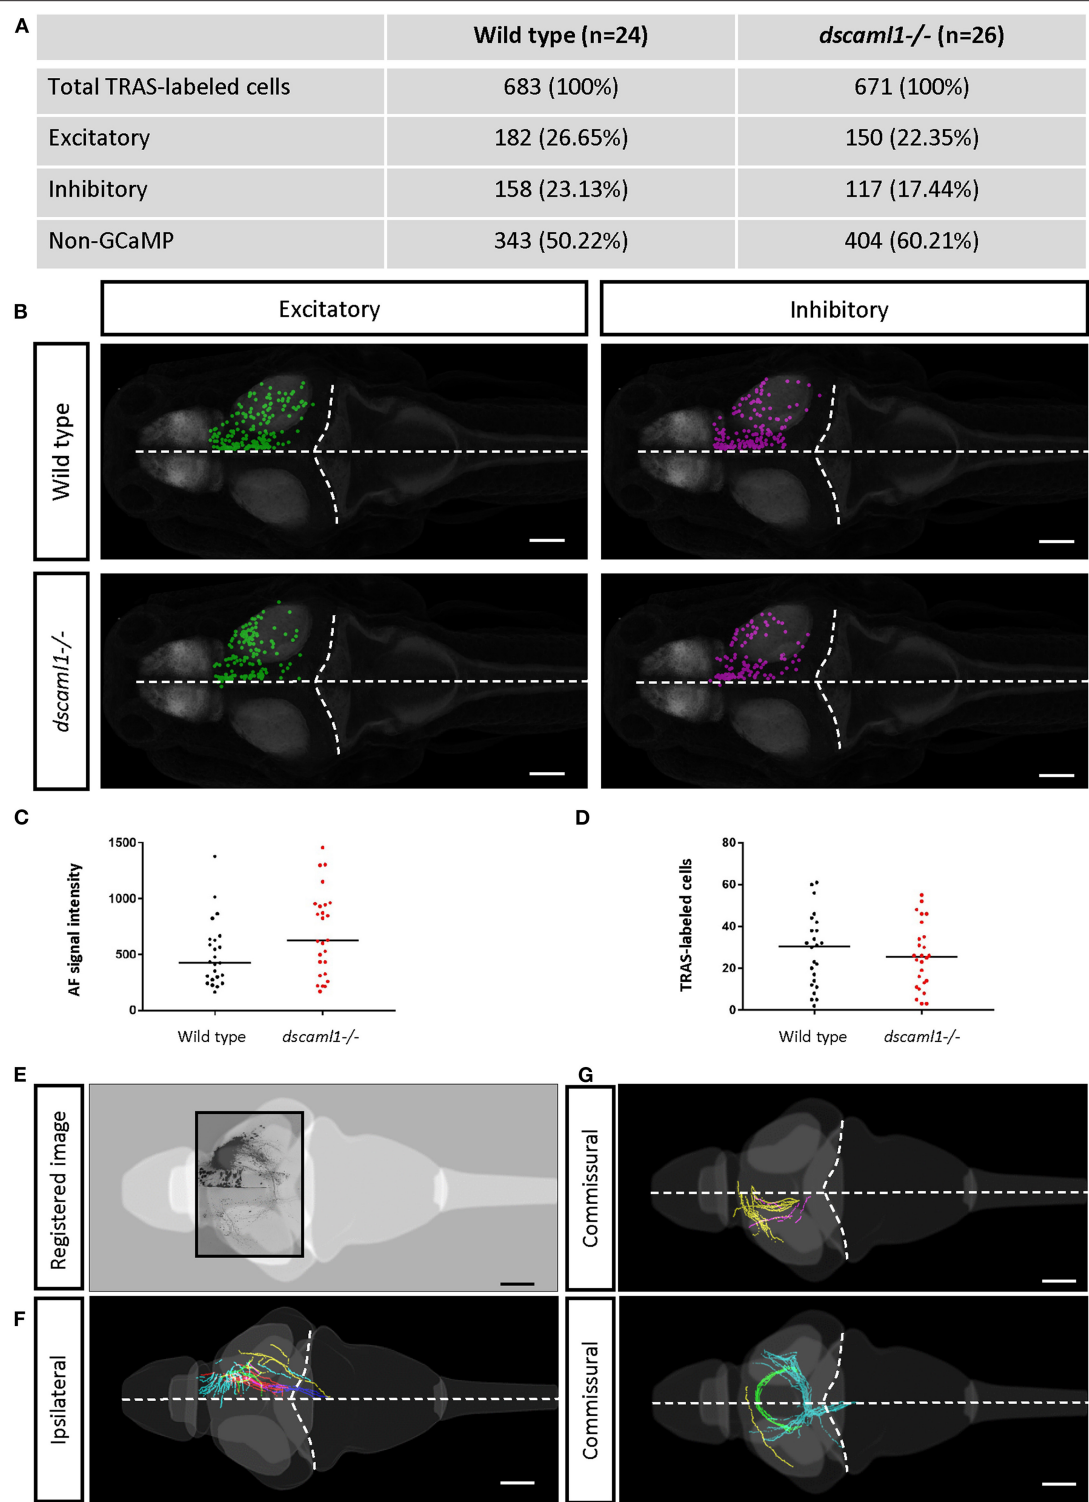 A
Wild type (n=24) dscaml1-/- (n=26)
Total TRAS-labeled cells 683 (100%) 671 (100%)
Excitatory 182 (26.65%) 150 (22.35%)
Inhibitory 158 (23.13%) 117 (17.44%)
Non-GCaMP 343 (50.22%) 404 (60.21%)
B
Excitatory Inhibitory
Wild type
dscaml1-/-
C
AF signal intensity
1500
1000
500
0
Wild type dscaml1-/-
D
TRAS-labeled cells
80
60
40
20
0
Wild type dscaml1-/-
E
Registered image
G
Commissural
F
Ipsilateral
Commissural